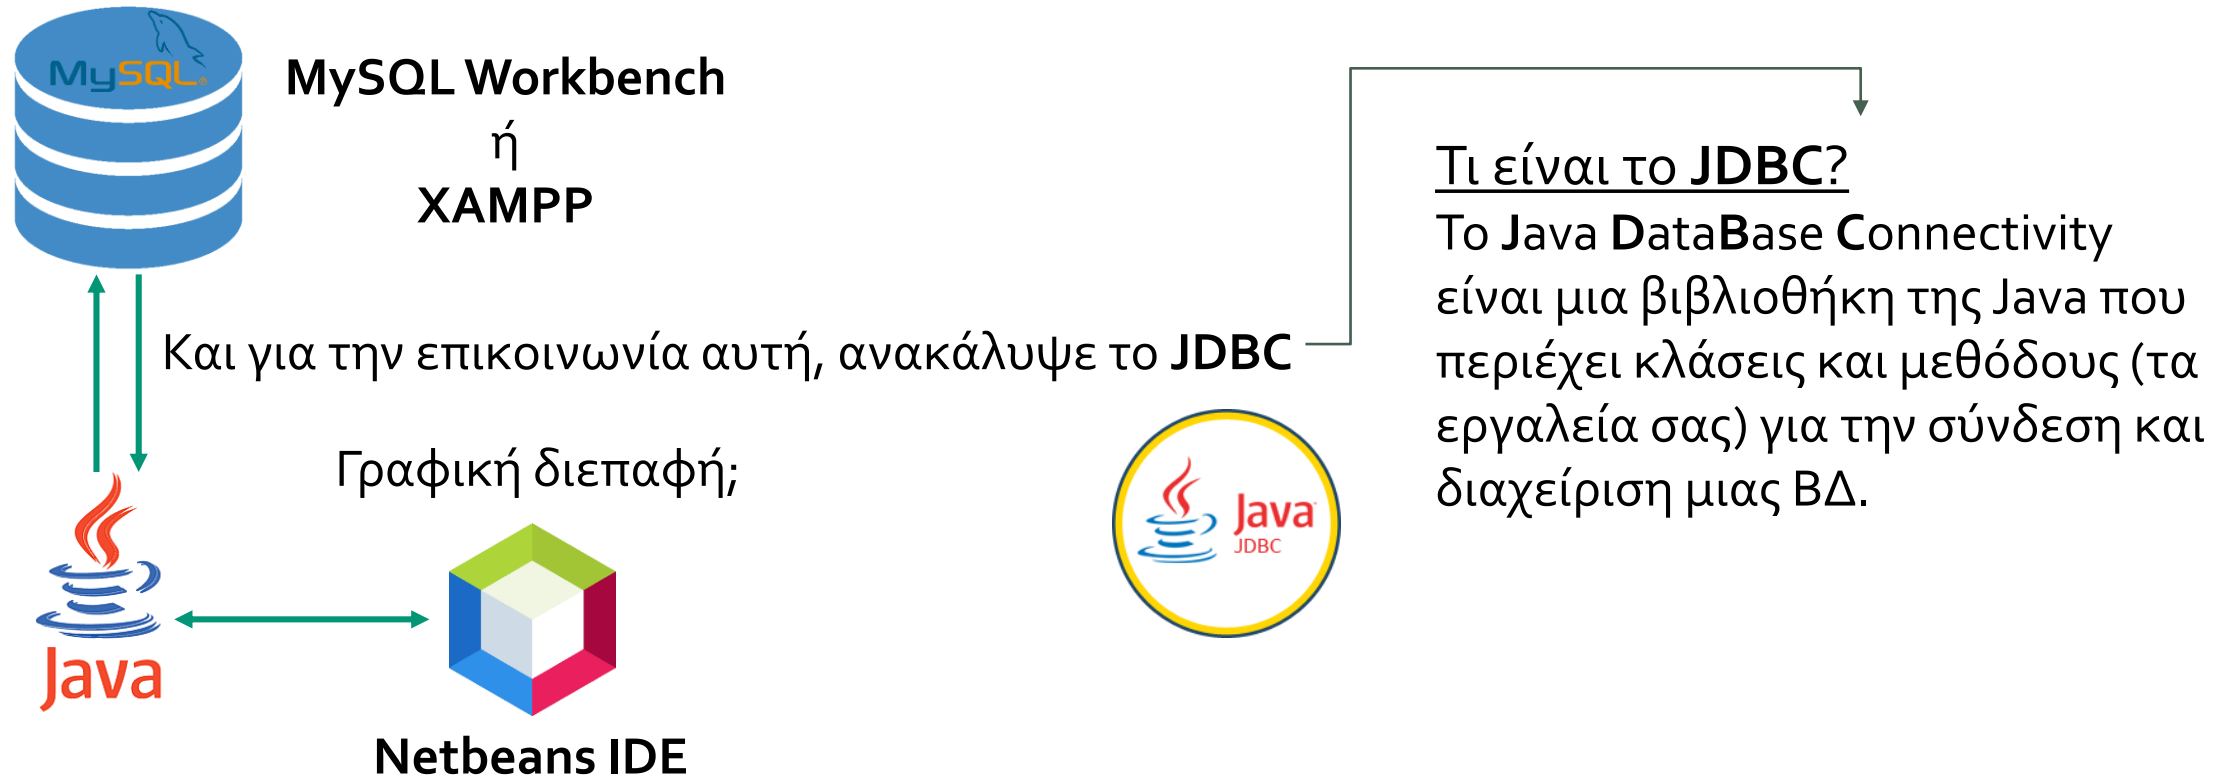 MySQL®
MySQL Workbench
ή
XAMPP
Και για την επικοινωνία αυτή, ανακάλυψε το JDBC
Γραφική διεπαφή;
Java
Netbeans IDE
Java
JDBC
Τι είναι το JDBC?
Το Java DataBase Connectivity
είναι μια βιβλιοθήκη της Java που
περιέχει κλάσεις και μεθόδους (τα
εργαλεία σας) για την σύνδεση και
διαχείριση μιας ΒΔ.